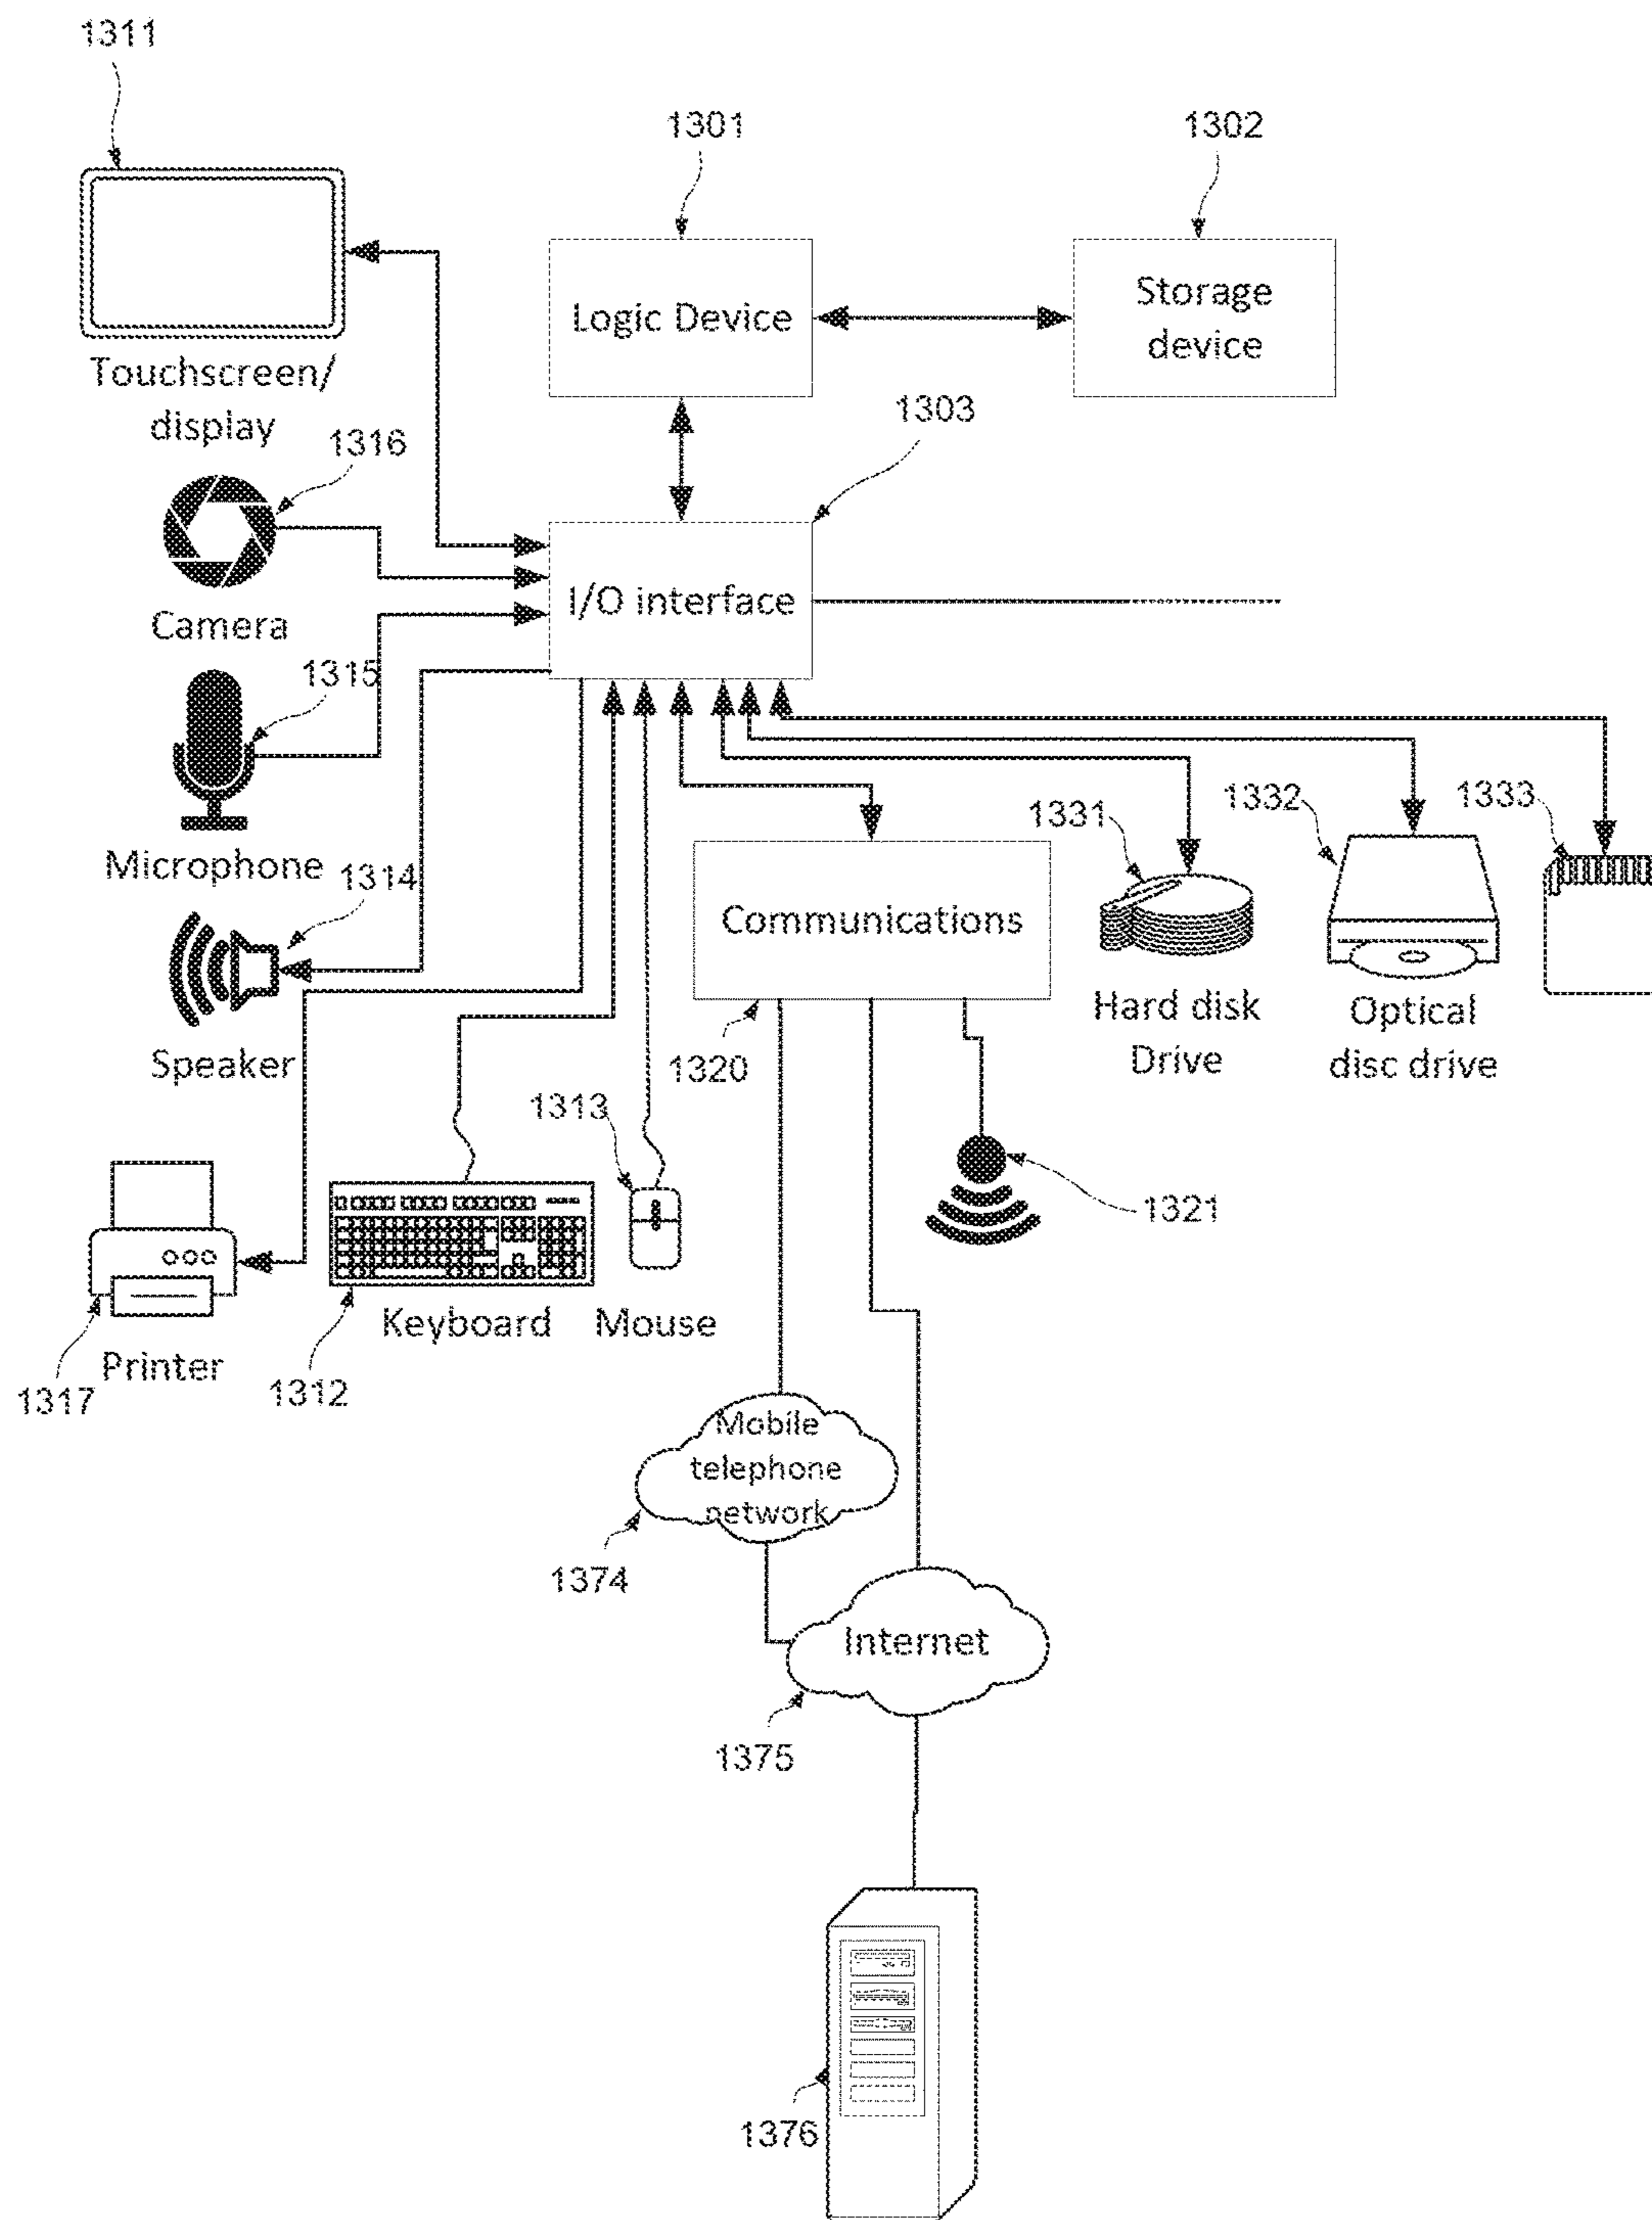 1311
1301
1302
Logic Device
Storage
device
Touchscreen/
display
1303
1316
I/O interface
Camera
1315
Microphone
1314
1331
1332
1333
Communications
Hard disk
Drive
Optical
disc drive
Speaker
1320
1313
1321
Keyboard
Mouse
Printer
1317
1312
Mobile
telephone
network
1374
Internet
1375
1376